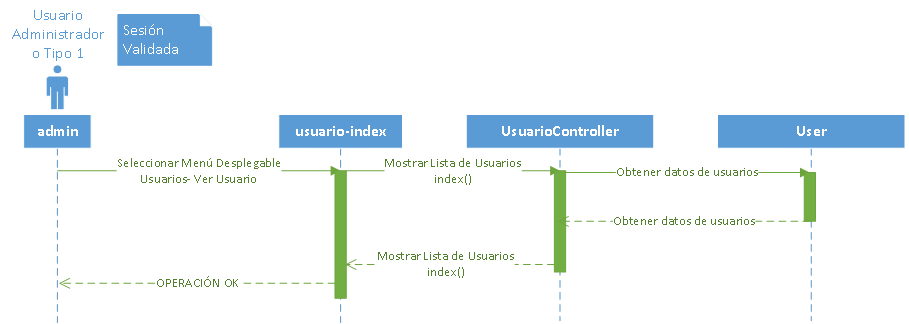 Usuario
Administrador
o Tipo 1
Sesión
Validada
admin
usuario-index
UsuarioController
User
Seleccionar Menú Desplegable
Usuarios- Ver Usuario
Mostrar Lista de Usuarios
index()
Obtener datos de usuarios
Obtener datos de usuarios
Mostrar Lista de Usuarios
index()
OPERACIÓN OK